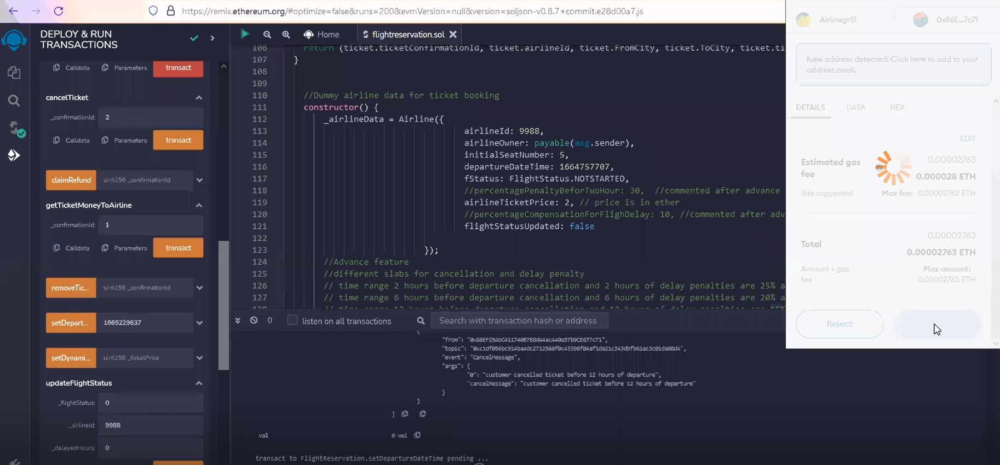 https://remix.ethereum.org/#optimize=false&runs=200&evmVersion=null&version=soljson-v0.8.7+commit.e28d00a7.js
DEPLOY & RUN
TRANSACTIONS
Calldata Parameters transact
cancelTicket
_confirmationId: 2
Calldata Parameters transact
claimRefund uint256 _confirmationId
getTicketMoneyToAirline
_confirmationId: 1
Calldata Parameters transact
removeTic... uint256 _confirmationId
setDepart... 1665229637
setDynami... uint256 _ticketPrice
updateFlightStatus
_flightStatus: 0
_airlineId: 9988
_delayedHours: 0
Home flightreservation.sol
106 return (ticket.ticketConfirmationId, ticket.airlineId, ticket.FromCity, ticket.ToCity, ticket.ti
107 }
108
109
110 //Dummy airline data for ticket booking
111 constructor() {
112 _airlineData = Airline({
113 airlineId: 9988,
114 airlineOwner: payable(msg.sender),
115 initialSeatNumber: 5,
116 departureDateTime: 1664757707,
117 fStatus: FlightStatus.NOTSTARTED,
118 //percentagePenaltyBeforTwoHour: 30, //commented after advance
119 airlineTicketPrice: 2, // price is in ether
120 //percentageCompensationForFlighDelay: 10, //commented after adv
121 flightStatusUpdated: false
122
123 });
124 //Advance feature
125 //different slabs for cancellation and delay penalty
126 // time range 2 hours before departure cancellation and 2 hours of delay penalties are 25% a
127 // time range 6 hours before departure cancellation and 6 hours of delay penalties are 20% a
0 listen on all transactions Search with transaction hash or address
{
"from":
"topic":
"event": "CancelMessage",
"args": {
"0": "customer cancelled ticket before 12 hours of departure",
"cancelMessage": "customer cancelled ticket before 12 hours of departure"
}
}
]
val 0 wei
transact to FlightReservation.setDepartureDateTime pending ...
Airlinegr51 0x86E...7c71
New address detected! Click here to add to your
address book.
DETAILS DATA HEX
EDIT
Estimated gas
fee
0.00002763
0.000028 ETH
Site suggested Max fee: 0.00002763 ETH
Total
0.00002763
0.00002763 ETH
Amount + gas
fee
Max amount:
0.00002763 ETH
Reject